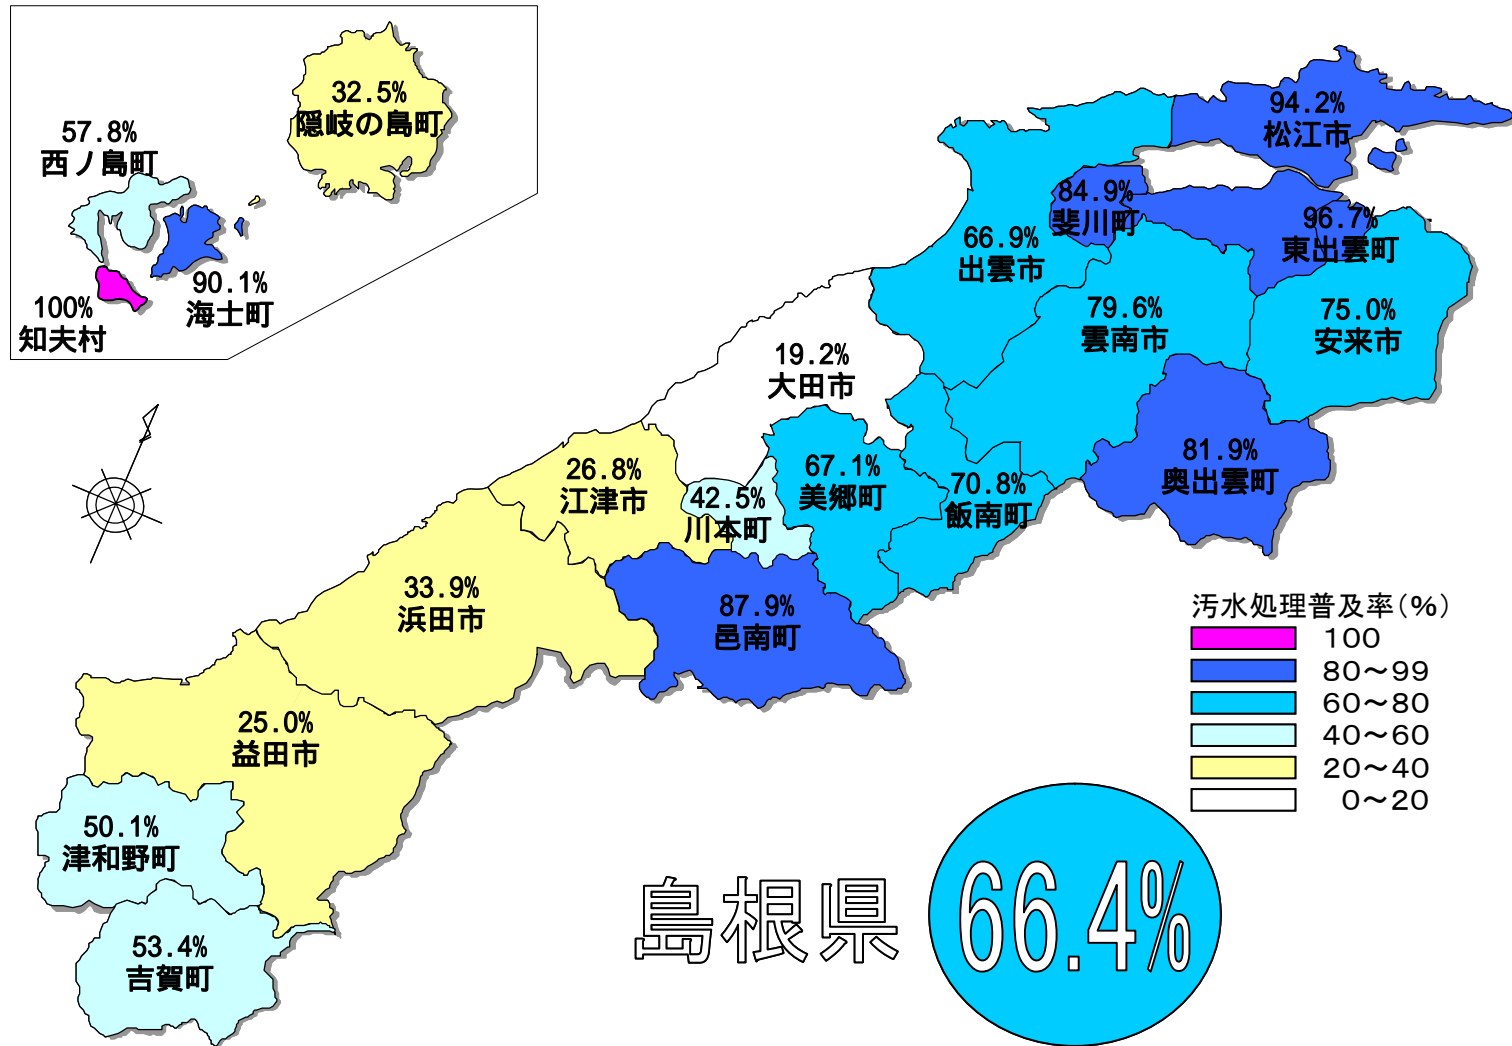 32.5%
隠岐の島町
57.8%
西ノ島町
90.1%
海士町
100%
知夫村
94.2%
松江市
84.9%
斐川町
96.7%
東出雲町
66.9%
出雲市
79.6%
雲南市
75.0%
安来市
19.2%
大田市
81.9%
奥出雲町
67.1%
美郷町
70.8%
飯南町
26.8%
江津市
42.5%
川本町
33.9%
浜田市
87.9%
邑南町
25.0%
益田市
50.1%
津和野町
53.4%
吉賀町
汚水処理普及率(%)
100
80～99
60～80
40～60
20～40
0～20
島根県 66.4%